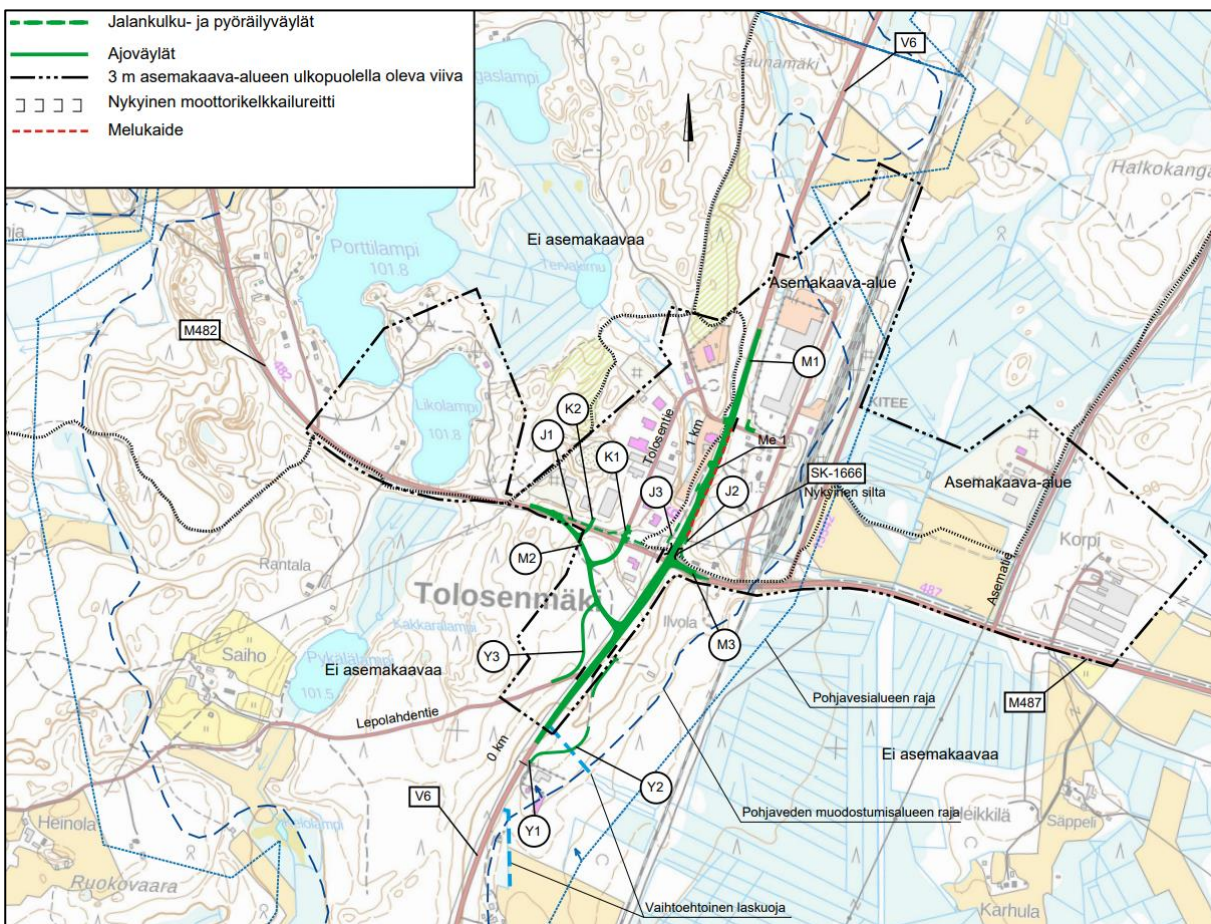 Jalankulku- ja pyöräilyväylät
Ajoväylät
3 m asemakaava-alueen ulkopuolella oleva viiva
Nykyinen moottorikelkkailureitti
Melukaide
V6
Saunamäki
Halkokanga
Porttilampi
101.8
Ei asemakaavaa
Tervakirnu
Asemakaava-alue
M482
482
M1
Likolampi
101.8
K2
J1
K1
Tolosentie
1 km
KITEE
Me 1
SK-1666
Nykyinen silta
J3
J2
Asemakaava-alue
Korpi
M2
Rantala
Tolosenmäki
Kakkaralampi
487
Asematie
Ilvola
M3
Y3
Saiho
Pykälälampi
101.5
Ei asemakaavaa
Pohjavesialueen raja
M487
Lepolahdentie
0 km
Ei asemakaavaa
Y2
V6
Pohjaveden muodostumisalueen raja
Säppeli
Heinola
Y1
Ruokovaara
Vaihtoehtoinen laskuoja
Karhula